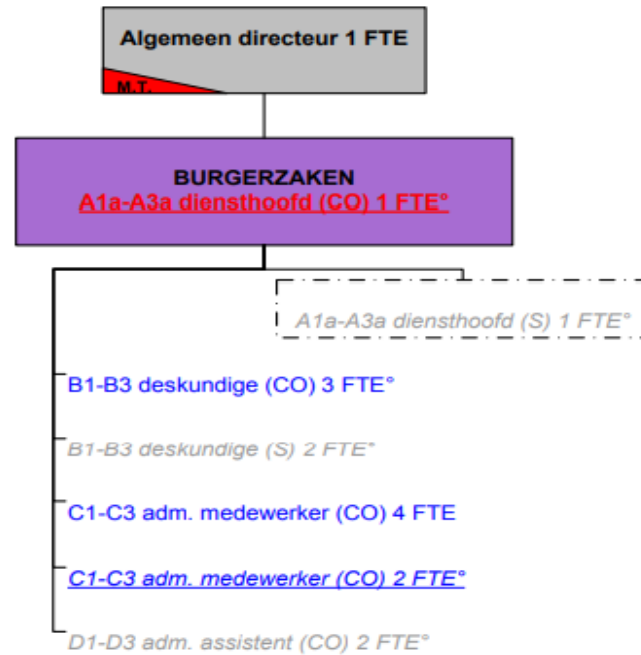 Algemeen directeur 1 FTE
M.T.
BURGERZAKEN
A1a-A3a diensthoofd (CO) 1 FTE°
A1a-A3a diensthoofd (S) 1 FTE°
B1-B3 deskundige (CO) 3 FTE°
B1-B3 deskundige (S) 2 FTE°
C1-C3 adm. medewerker (CO) 4 FTE
C1-C3 adm. medewerker (CO) 2 FTE°
D1-D3 adm. assistent (CO) 2 FTE°